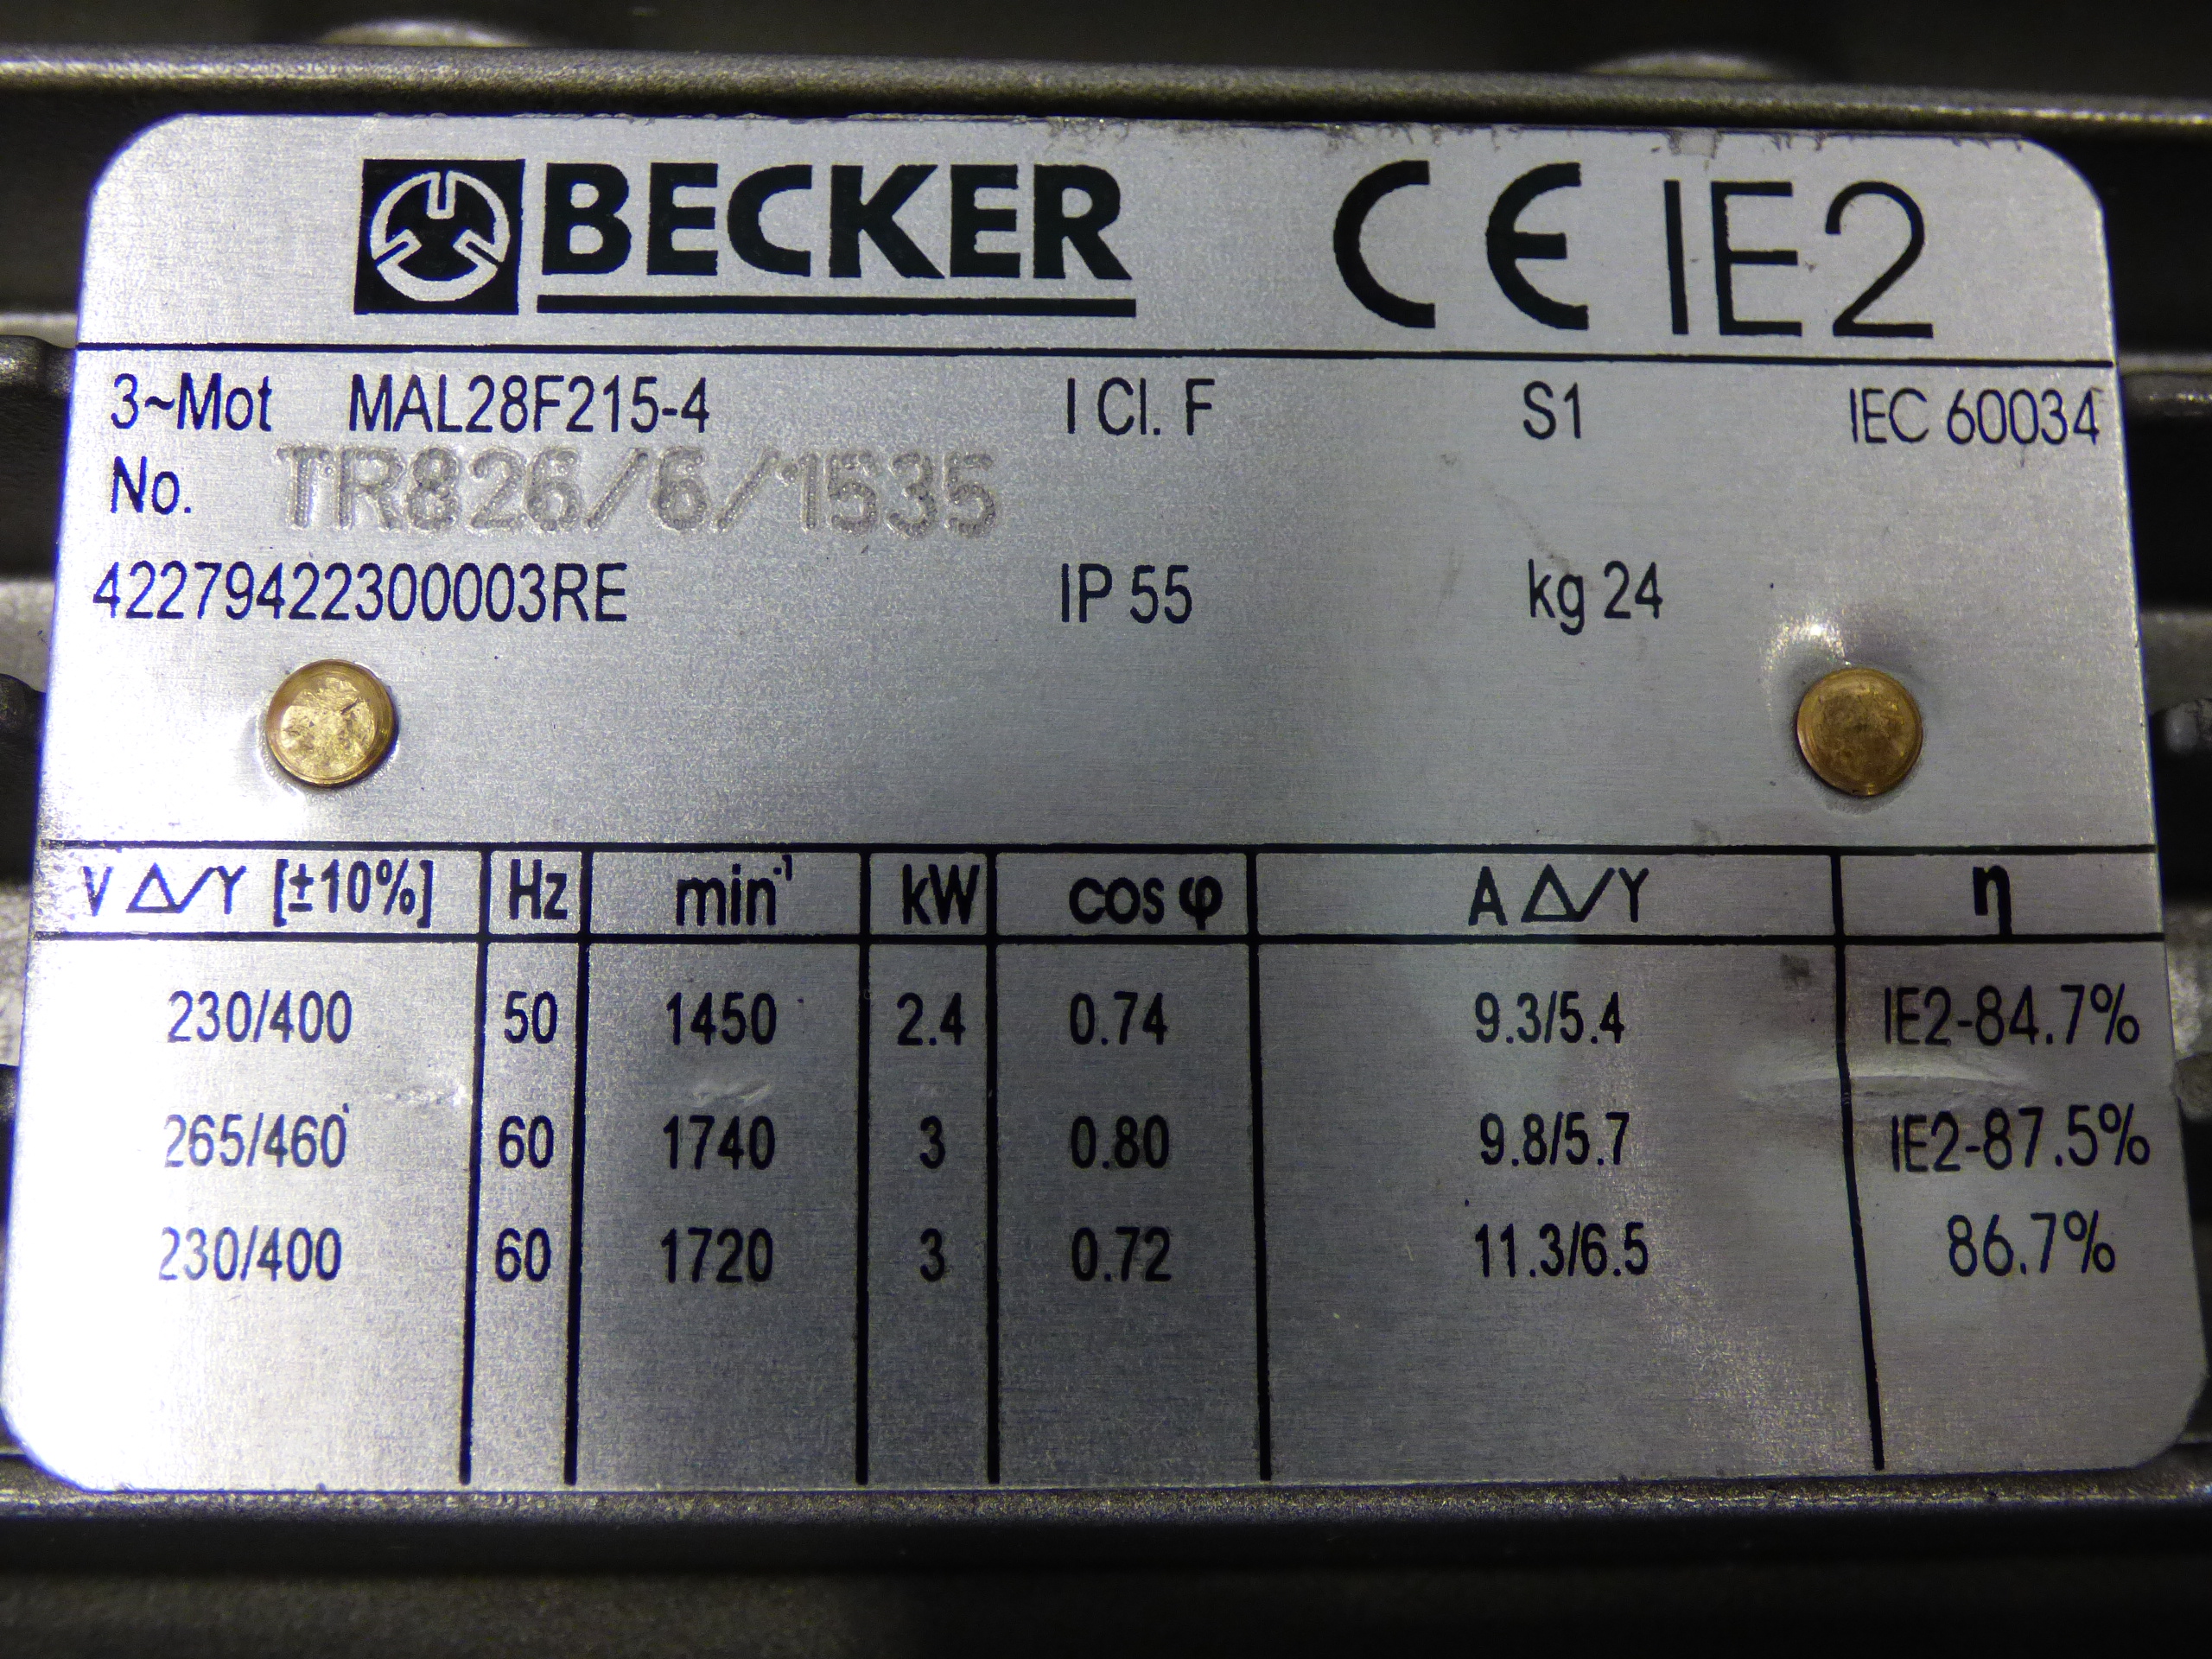 BECKER CE IE2
3~Mot MAL28F215-4 I Cl. F S1 IEC 60034
No. TR826/6/1535
42279422300003RE IP 55 kg 24
V Δ/Y [±10%] Hz min⁻¹ kW cos φ A Δ/Y η
230/400 50 1450 2.4 0.74 9.3/5.4 IE2-84.7%
265/460 60 1740 3 0.80 9.8/5.7 IE2-87.5%
230/400 60 1720 3 0.72 11.3/6.5 86.7%